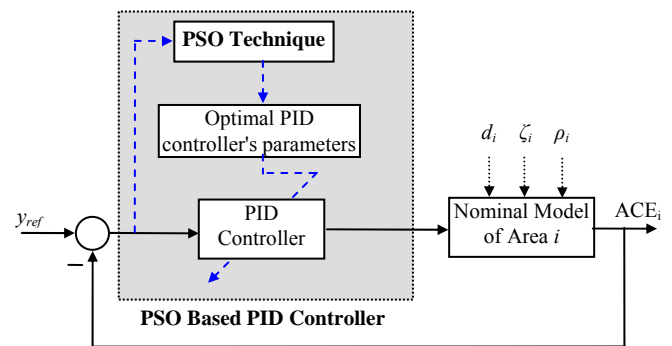 PSO Technique
Optimal PID
controller's parameters
d_i ζ_i ρ_i
y_ref
PID
Controller
Nominal Model
of Area i
ACE_i
−
PSO Based PID Controller